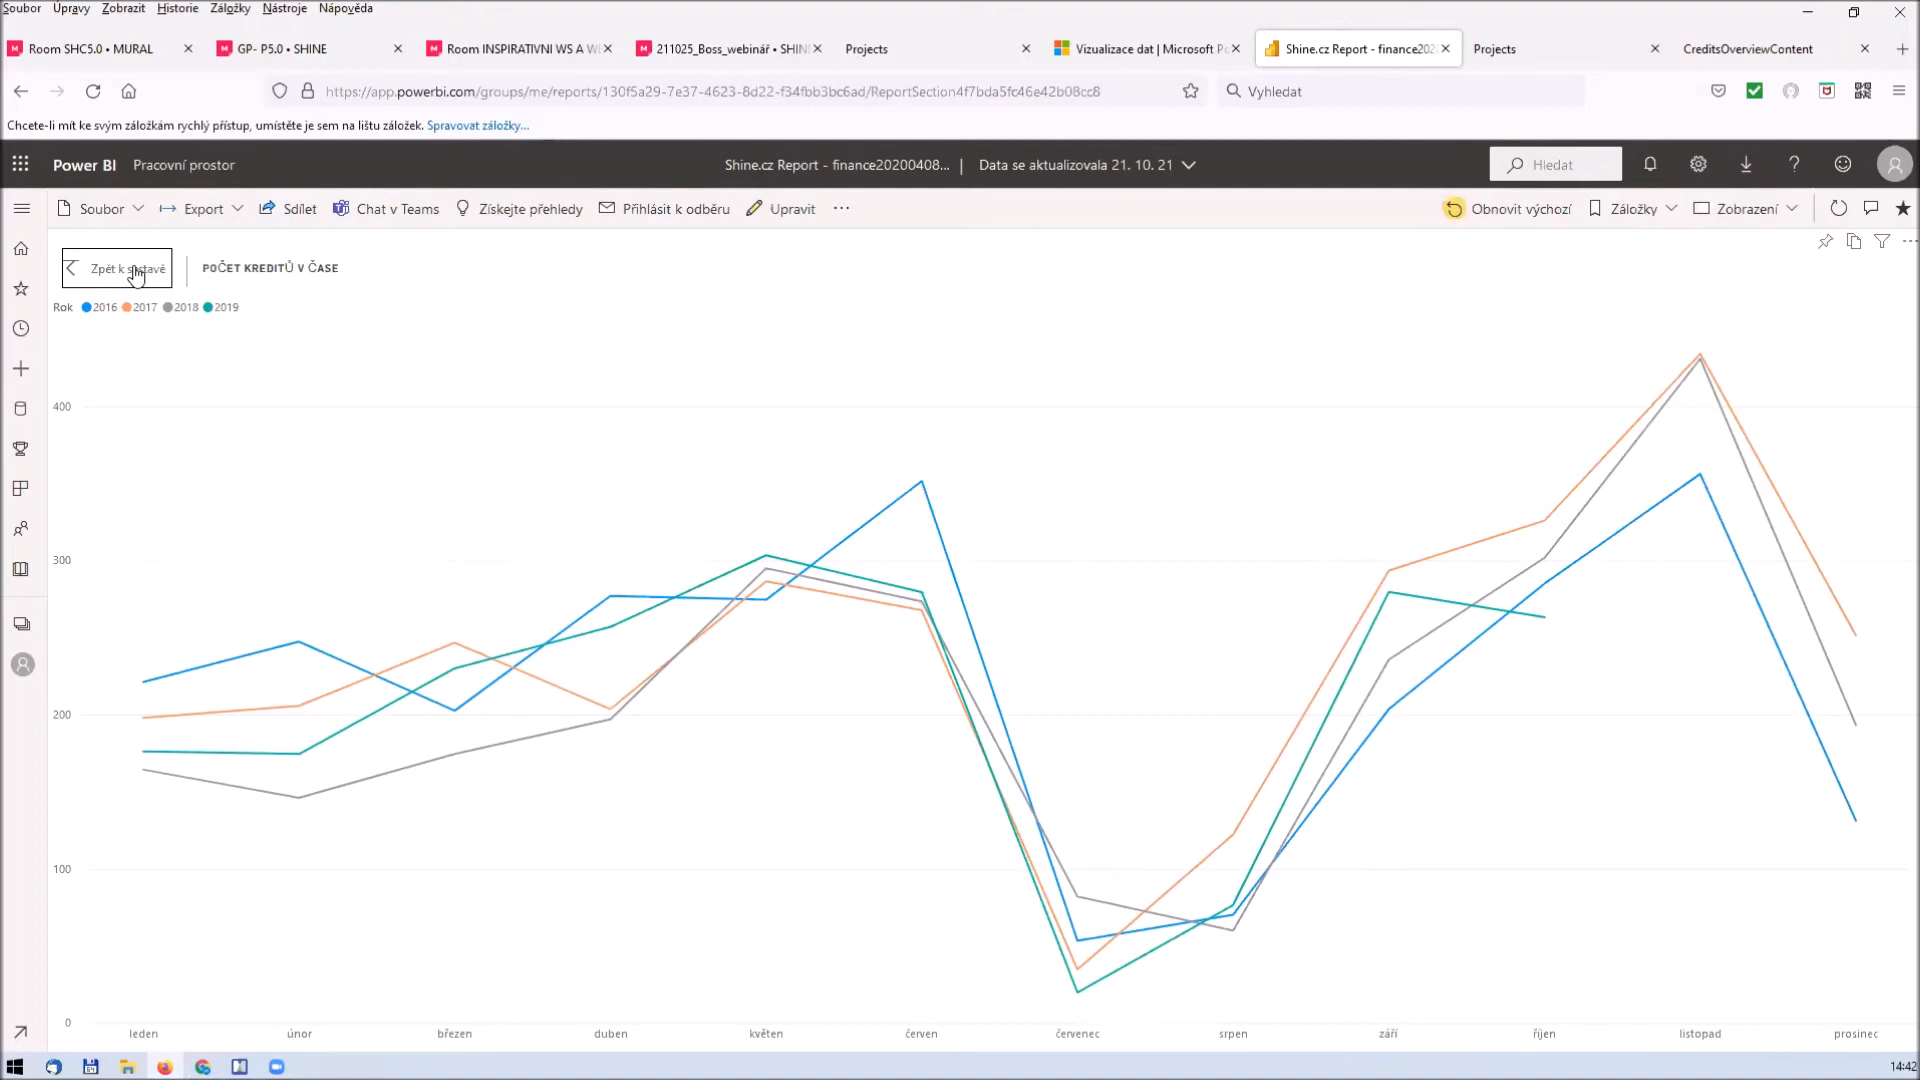 Soubor Úpravy Zobrazit Historie Záložky Nástroje Nápověda
Room SHC5.0 • MURAL GP- P5.0 • SHINE Room INSPIRATIVNI WS A W 211025_Boss_webinář • SHIN Projects Vizualizace dat | Microsoft P Shine.cz Report - finance202 Projects CreditsOverviewContent
https://app.powerbi.com/groups/me/reports/130f5a29-7e37-4623-8d22-f34fbb3bc6ad/ReportSection4f7bda5fc46e42b08cc8 Vyhledat
Chcete-li mít ke svým záložkám rychlý přístup, umístěte je sem na lištu záložek. Spravovat záložky...
Power BI Pracovní prostor Shine.cz Report - finance20200408... | Data se aktualizovala 21. 10. 21 Hledat
Soubor Export Sdílet Chat v Teams Získejte přehledy Přihlásit k odběru Upravit ··· Obnovit výchozí Záložky Zobrazení
Zpět k POČET KREDITŮ V ČASE
Rok 2016 2017 2018 2019
400
300
200
100
0
leden únor březen duben květen červen červenec srpen září říjen listopad prosinec
14:42